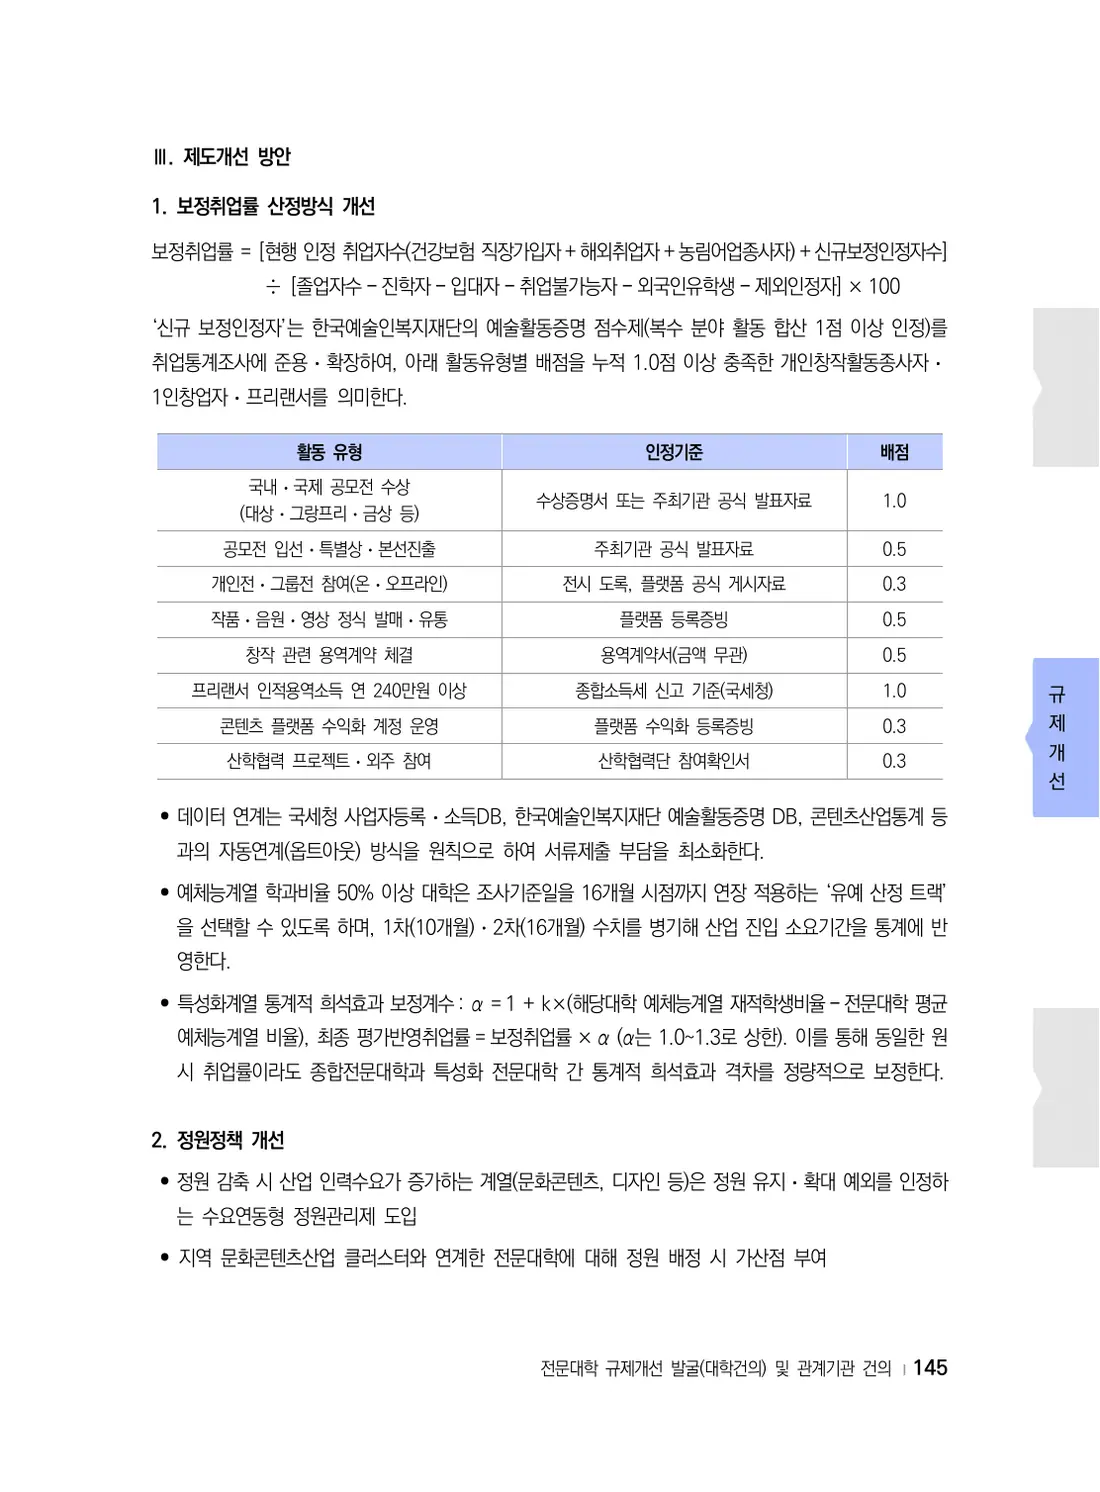 Ⅲ. 제도개선 방안
1. 보정취업률 산정방식 개선
보정취업률 = [현행 인정 취업자수(건강보험 직장가입자 + 해외취업자 + 농림어업종사자) + 신규보정인정자수]
÷ [졸업자수 - 진학자 - 입대자 - 취업불가능자 - 외국인유학생 - 제외인정자] × 100
‘신규 보정인정자’는 한국예술인복지재단의 예술활동증명 점수제(복수 분야 활동 합산 1점 이상 인정)를
취업통계조사에 준용·확장하여, 아래 활동유형별 배점을 누적 1.0점 이상 충족한 개인창작활동종사자·
1인창업자·프리랜서를 의미한다.
활동 유형 인정기준 배점
국내·국제 공모전 수상
(대상·그랑프리·금상 등) 수상증명서 또는 주최기관 공식 발표자료 1.0
공모전 입선·특별상·본선진출 주최기관 공식 발표자료 0.5
개인전·그룹전 참여(온·오프라인) 전시 도록, 플랫폼 공식 게시자료 0.3
작품·음원·영상 정식 발매·유통 플랫폼 등록증빙 0.5
창작 관련 용역계약 체결 용역계약서(금액 무관) 0.5
프리랜서 인적용역소득 연 240만원 이상 종합소득세 신고 기준(국세청) 1.0
콘텐츠 플랫폼 수익화 계정 운영 플랫폼 수익화 등록증빙 0.3
산학협력 프로젝트·외주 참여 산학협력단 참여확인서 0.3
• 데이터 연계는 국세청 사업자등록·소득DB, 한국예술인복지재단 예술활동증명 DB, 콘텐츠산업통계 등
과의 자동연계(옵트아웃) 방식을 원칙으로 하여 서류제출 부담을 최소화한다.
• 예체능계열 학과비율 50% 이상 대학은 조사기준일을 16개월 시점까지 연장 적용하는 ‘유예 산정 트랙’
을 선택할 수 있도록 하며, 1차(10개월)·2차(16개월) 수치를 병기해 산업 진입 소요기간을 통계에 반
영한다.
• 특성화계열 통계적 희석효과 보정계수 : α = 1 + k×(해당대학 예체능계열 재적학생비율 - 전문대학 평균
예체능계열 비율), 최종 평가반영취업률 = 보정취업률 × α (α는 1.0~1.3로 상한). 이를 통해 동일한 원
시 취업률이라도 종합전문대학과 특성화 전문대학 간 통계적 희석효과 격차를 정량적으로 보정한다.
2. 정원정책 개선
• 정원 감축 시 산업 인력수요가 증가하는 계열(문화콘텐츠, 디자인 등)은 정원 유지·확대 예외를 인정하
는 수요연동형 정원관리제 도입
• 지역 문화콘텐츠산업 클러스터와 연계한 전문대학에 대해 정원 배정 시 가산점 부여
규
제
개
선
전문대학 규제개선 발굴(대학건의) 및 관계기관 건의 | 145